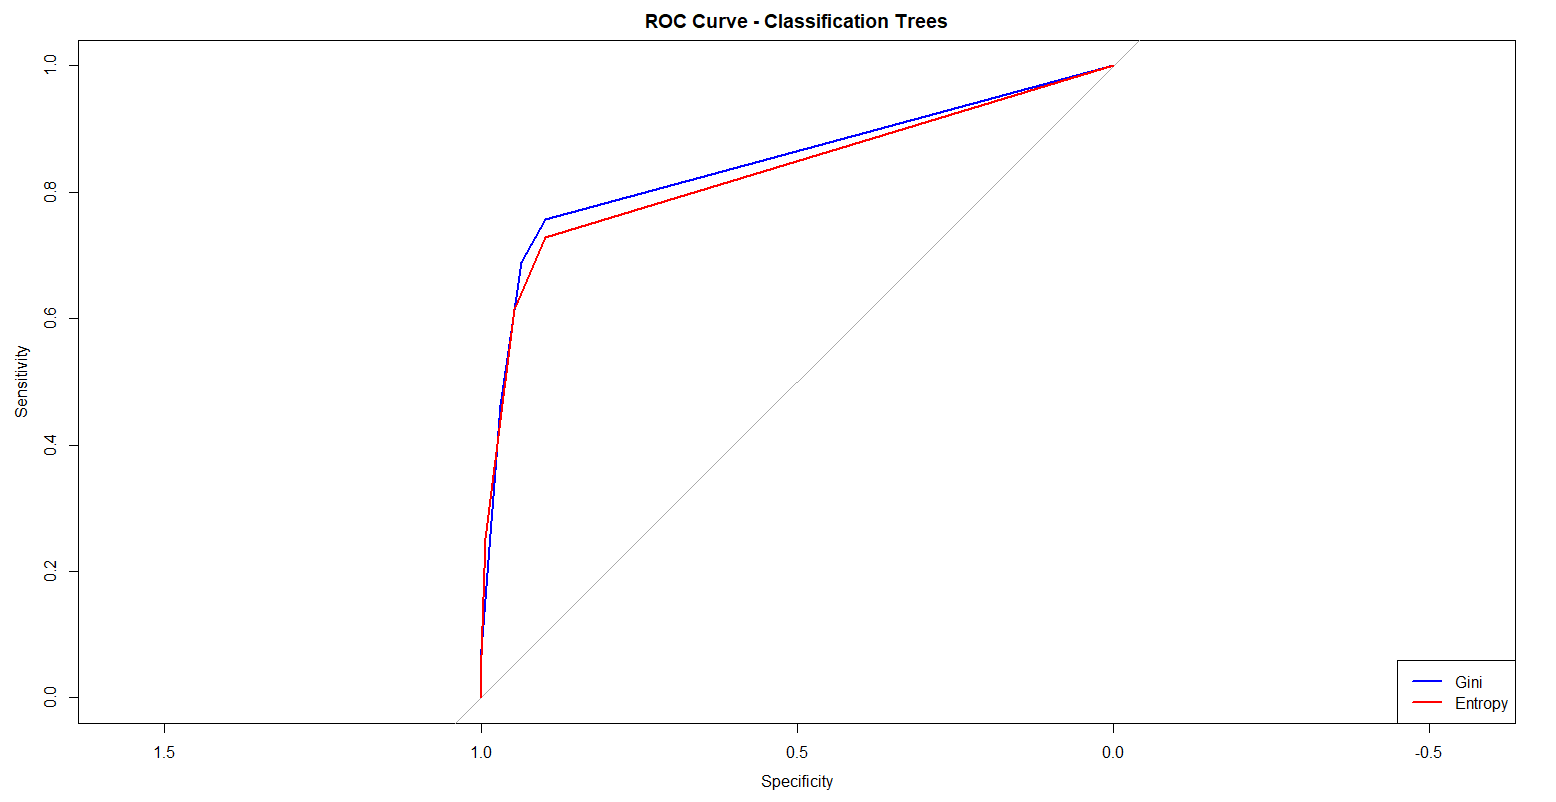 ROC Curve - Classification Trees
Sensitivity
1.0
0.8
0.6
0.4
0.2
0.0
1.5
1.0
0.5
0.0
-0.5
Specificity
Gini
Entropy